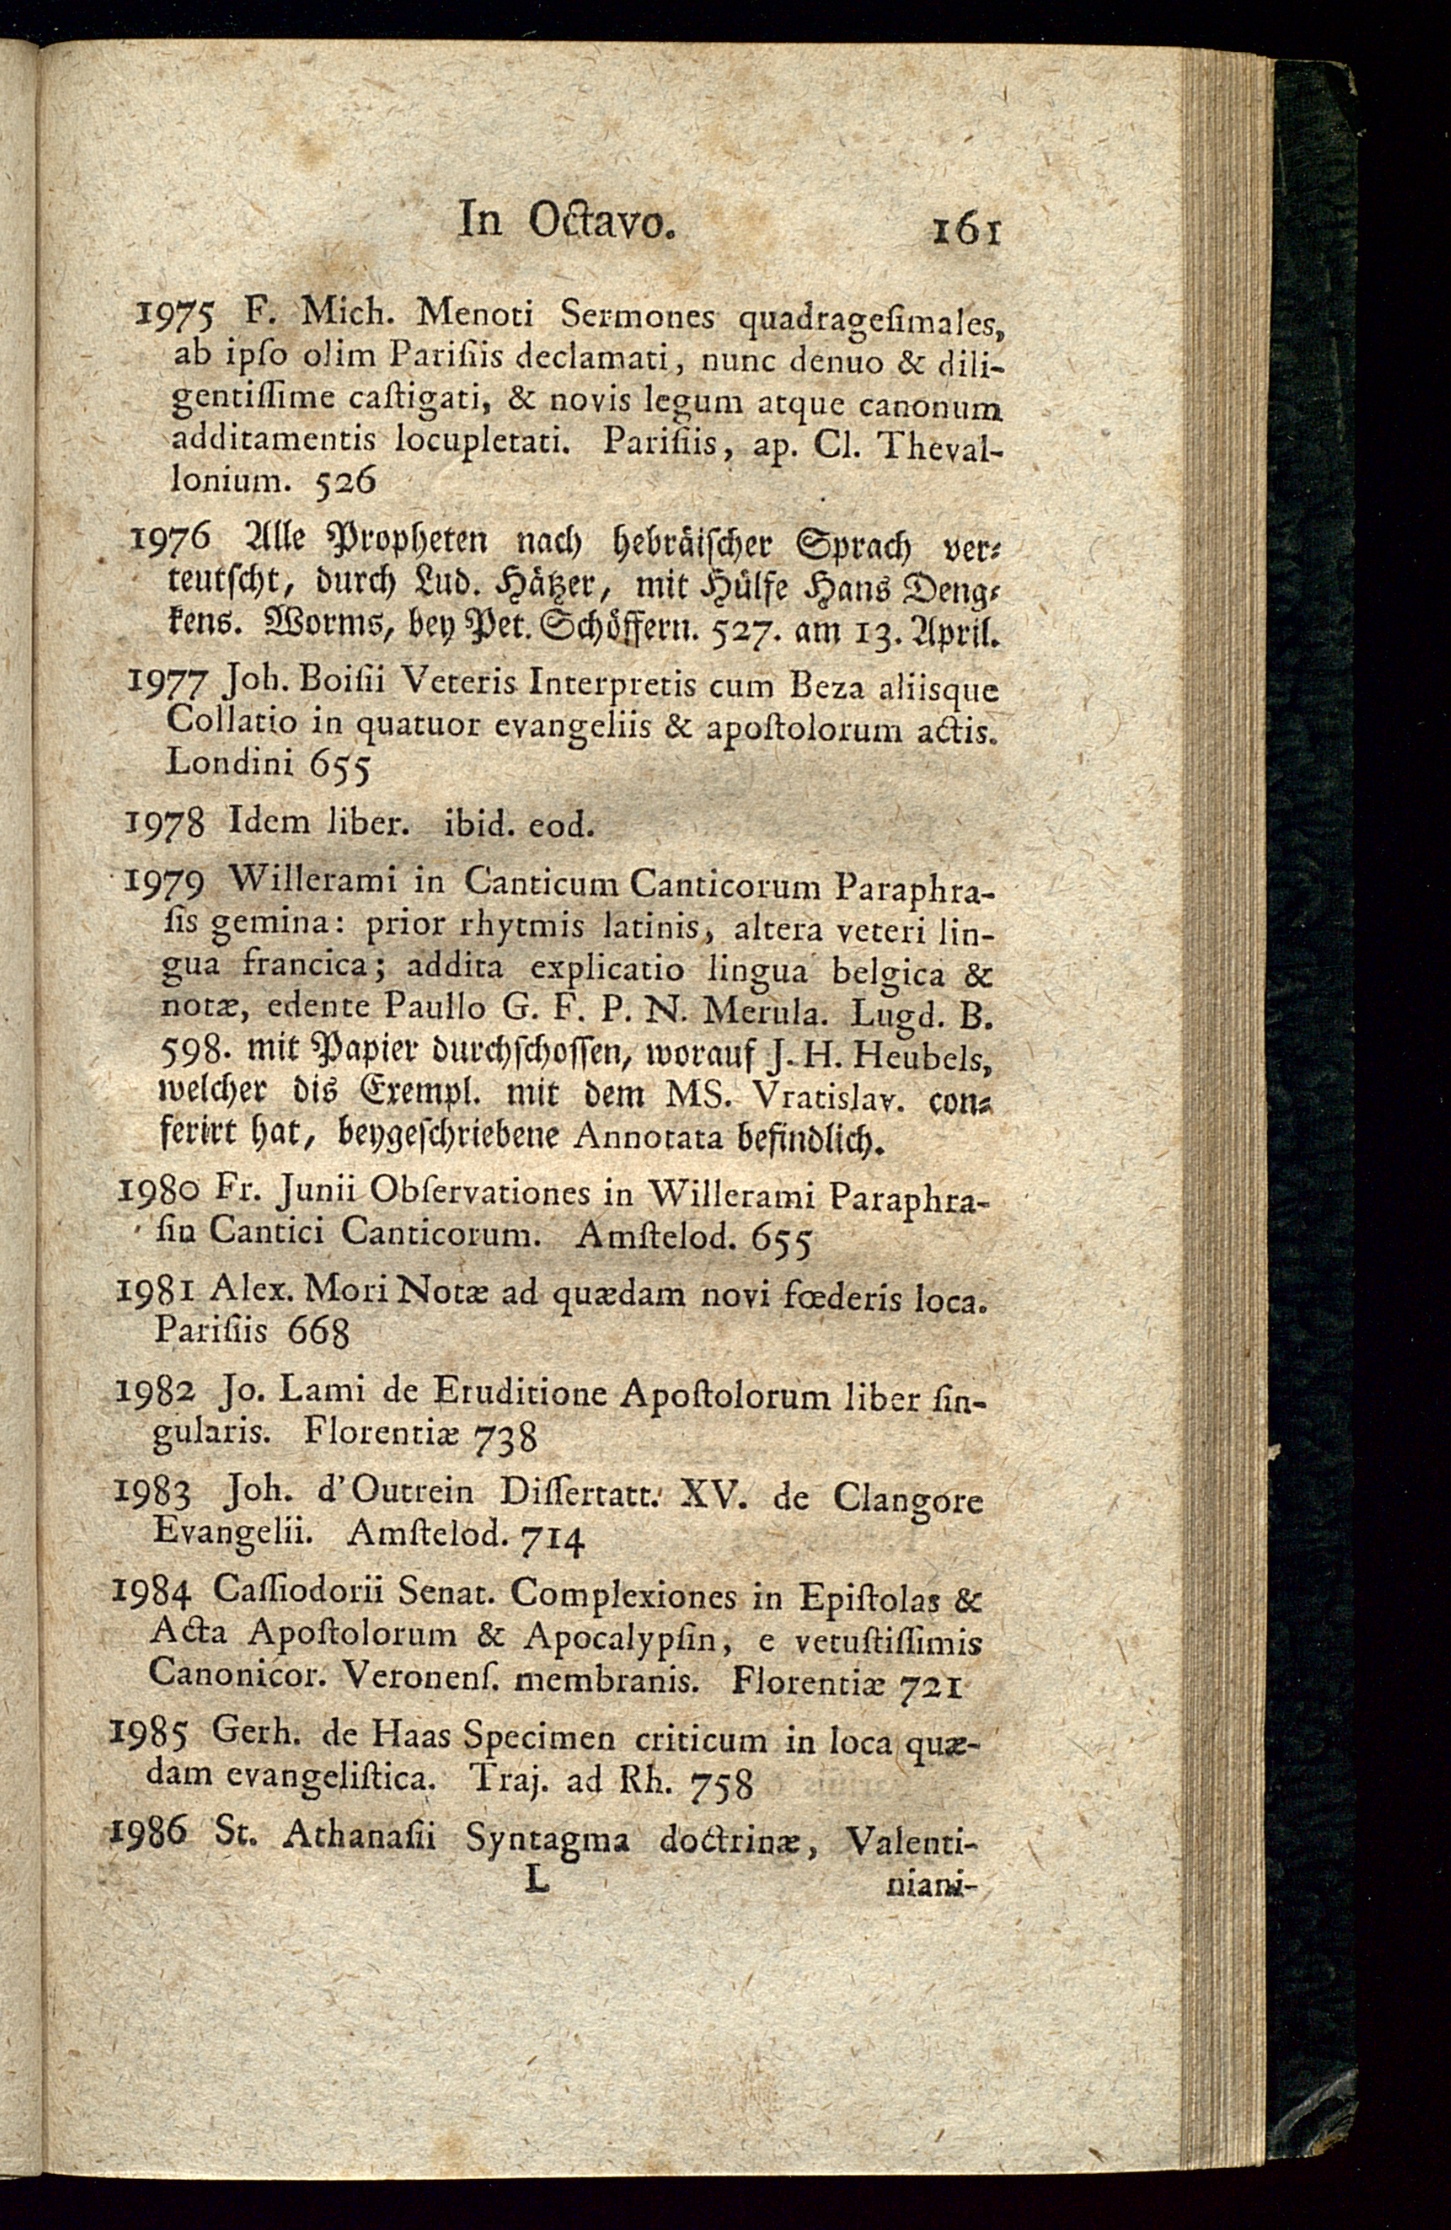 In Octavo. 161
1975 F. Mich. Menoti Sermones quadrageſimales,
ab ipſo olim Pariſiis declamati, nunc denuo & dili-
gentiſſime caſtigati, & novis legum atque canonum
additamentis locupletati. Pariſiis, ap. Cl. Theval-
lonium. 526
1976 Alle Propheten nach hebräiſcher Sprach ver-
teutſcht, durch Lud. Hätzer, mit Hülfe Hans Deng-
kens. Worms, bey Pet. Schöffern. 527. am 13. April.
1977 Joh. Boiſii Veteris Interpretis cum Beza aliisque
Collatio in quatuor evangeliis & apoſtolorum actis.
Londini 655
1978 Idem liber. ibid. eod.
1979 Willerami in Canticum Canticorum Paraphra-
ſis gemina: prior rhytmis latinis, altera veteri lin-
gua francica; addita explicatio lingua belgica &
notæ, edente Paullo G. F. P. N. Merula. Lugd. B.
598. mit Papier durchſchoſſen, worauf J. H. Heubels,
welcher dis Exempl. mit dem MS. Vratislav. con-
ferirt hat, beygeſchriebene Annotata befindlich.
1980 Fr. Junii Obſervationes in Willerami Paraphra-
ſin Cantici Canticorum. Amſtelod. 655
1981 Alex. Mori Notæ ad quædam novi fœderis loca.
Pariſiis 668
1982 Jo. Lami de Eruditione Apoſtolorum liber ſin-
gularis. Florentiæ 738
1983 Joh. d'Outrein Diſſertatt. XV. de Clangore
Evangelii. Amſtelod. 714
1984 Caſſiodorii Senat. Complexiones in Epiſtolas &
Acta Apoſtolorum & Apocalypſin, e vetuſtiſſimis
Canonicor. Veronenſ. membranis. Florentiæ 721
1985 Gerh. de Haas Specimen criticum in loca quæ-
dam evangeliſtica. Traj. ad Rh. 758
1986 St. Athanaſii Syntagma doctrinæ, Valenti-
L niani-